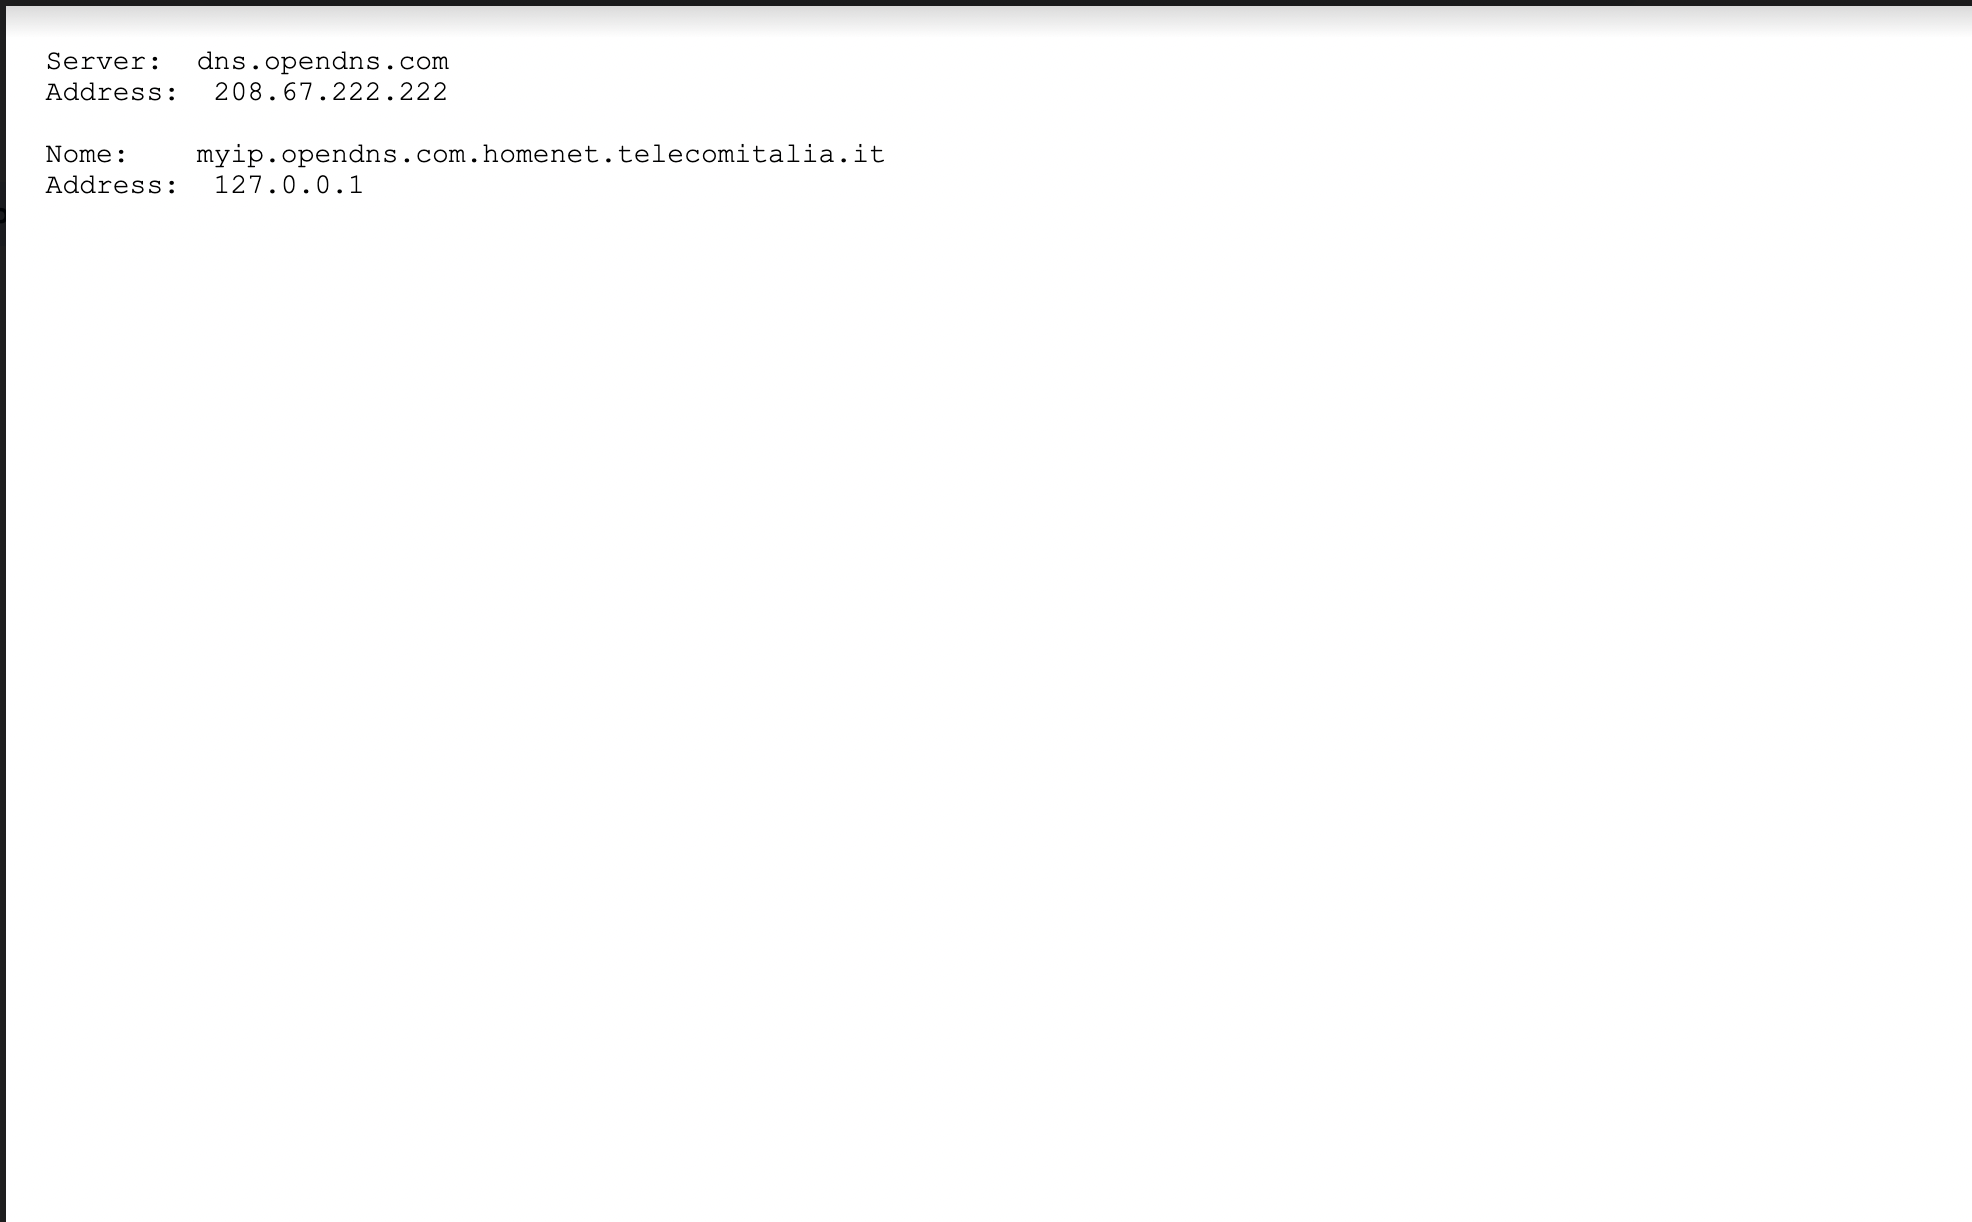 Server:  dns.opendns.com
Address:  208.67.222.222

Nome:    myip.opendns.com.homenet.telecomitalia.it
Address:  127.0.0.1